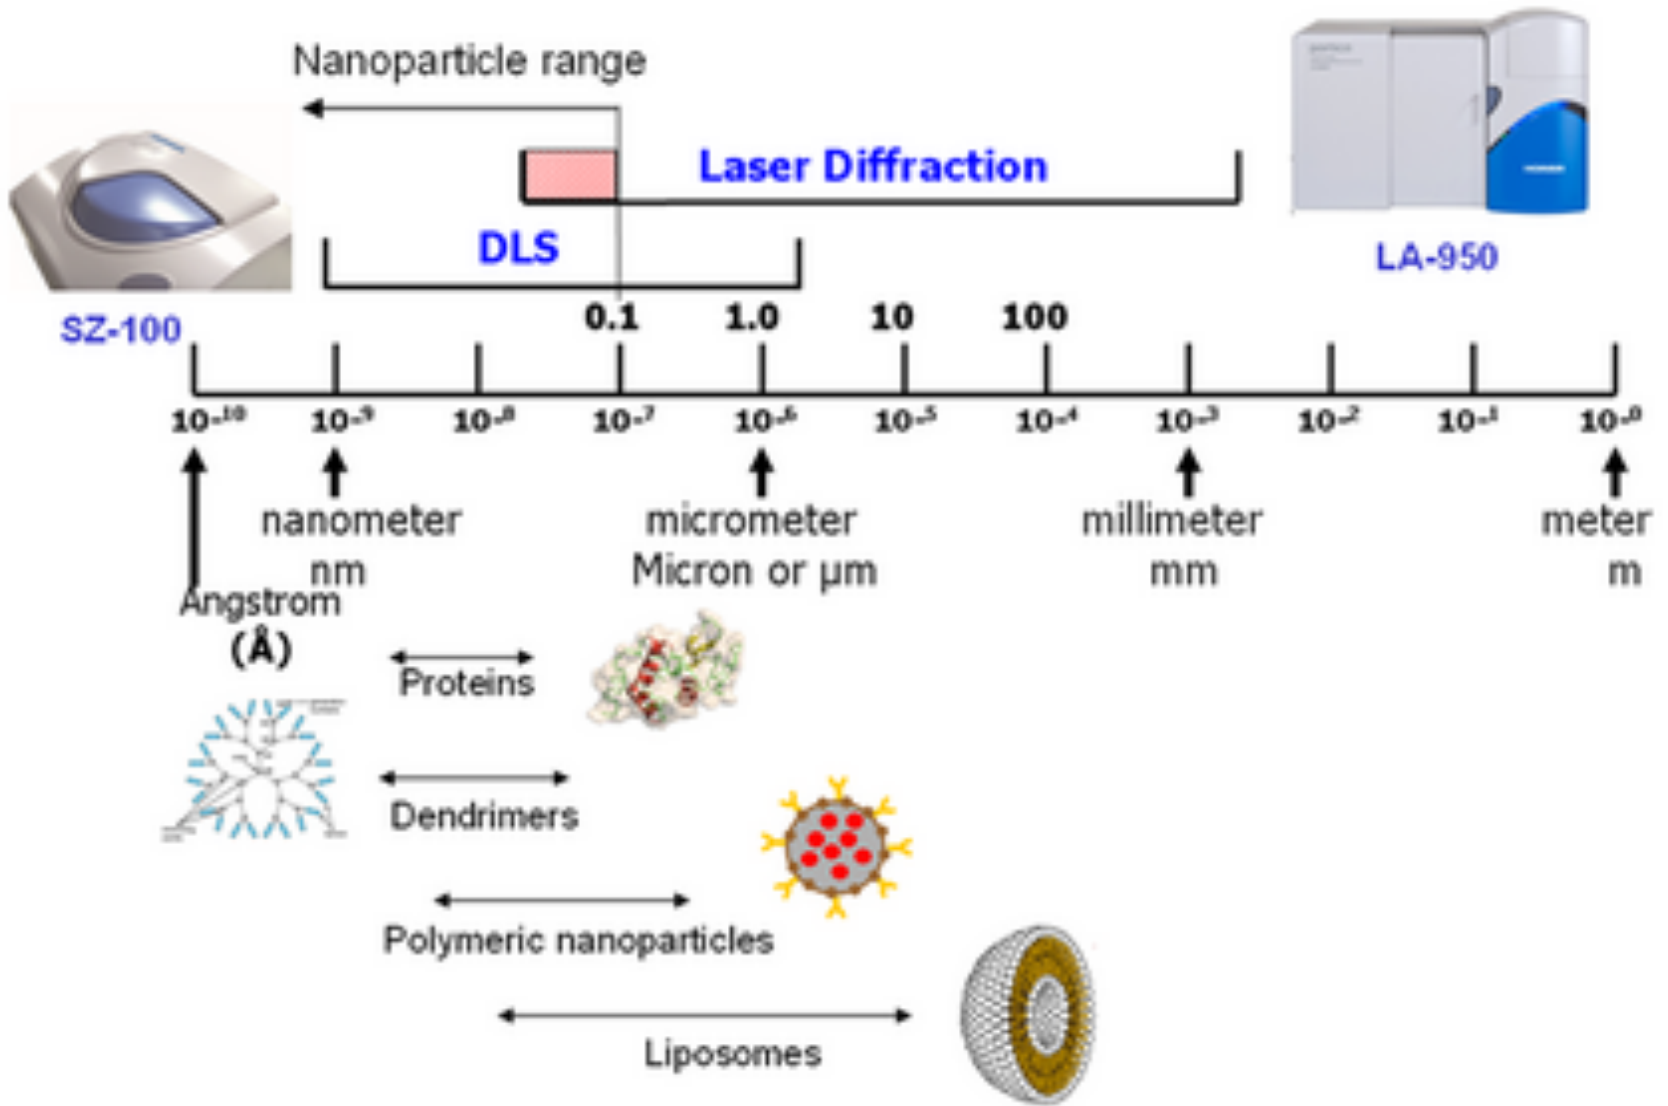 Nanoparticle range
Laser Diffraction
DLS
SZ-100
LA-950
0.1 1.0 10 100
10-¹⁰ 10-⁹ 10-⁸ 10-⁷ 10-⁶ 10-⁵ 10-⁴ 10-³ 10-² 10-¹ 10-⁰
nanometer micrometer millimeter meter
nm Micron or µm mm m
Angstrom
(Å)
Proteins
Dendrimers
Polymeric nanoparticles
Liposomes